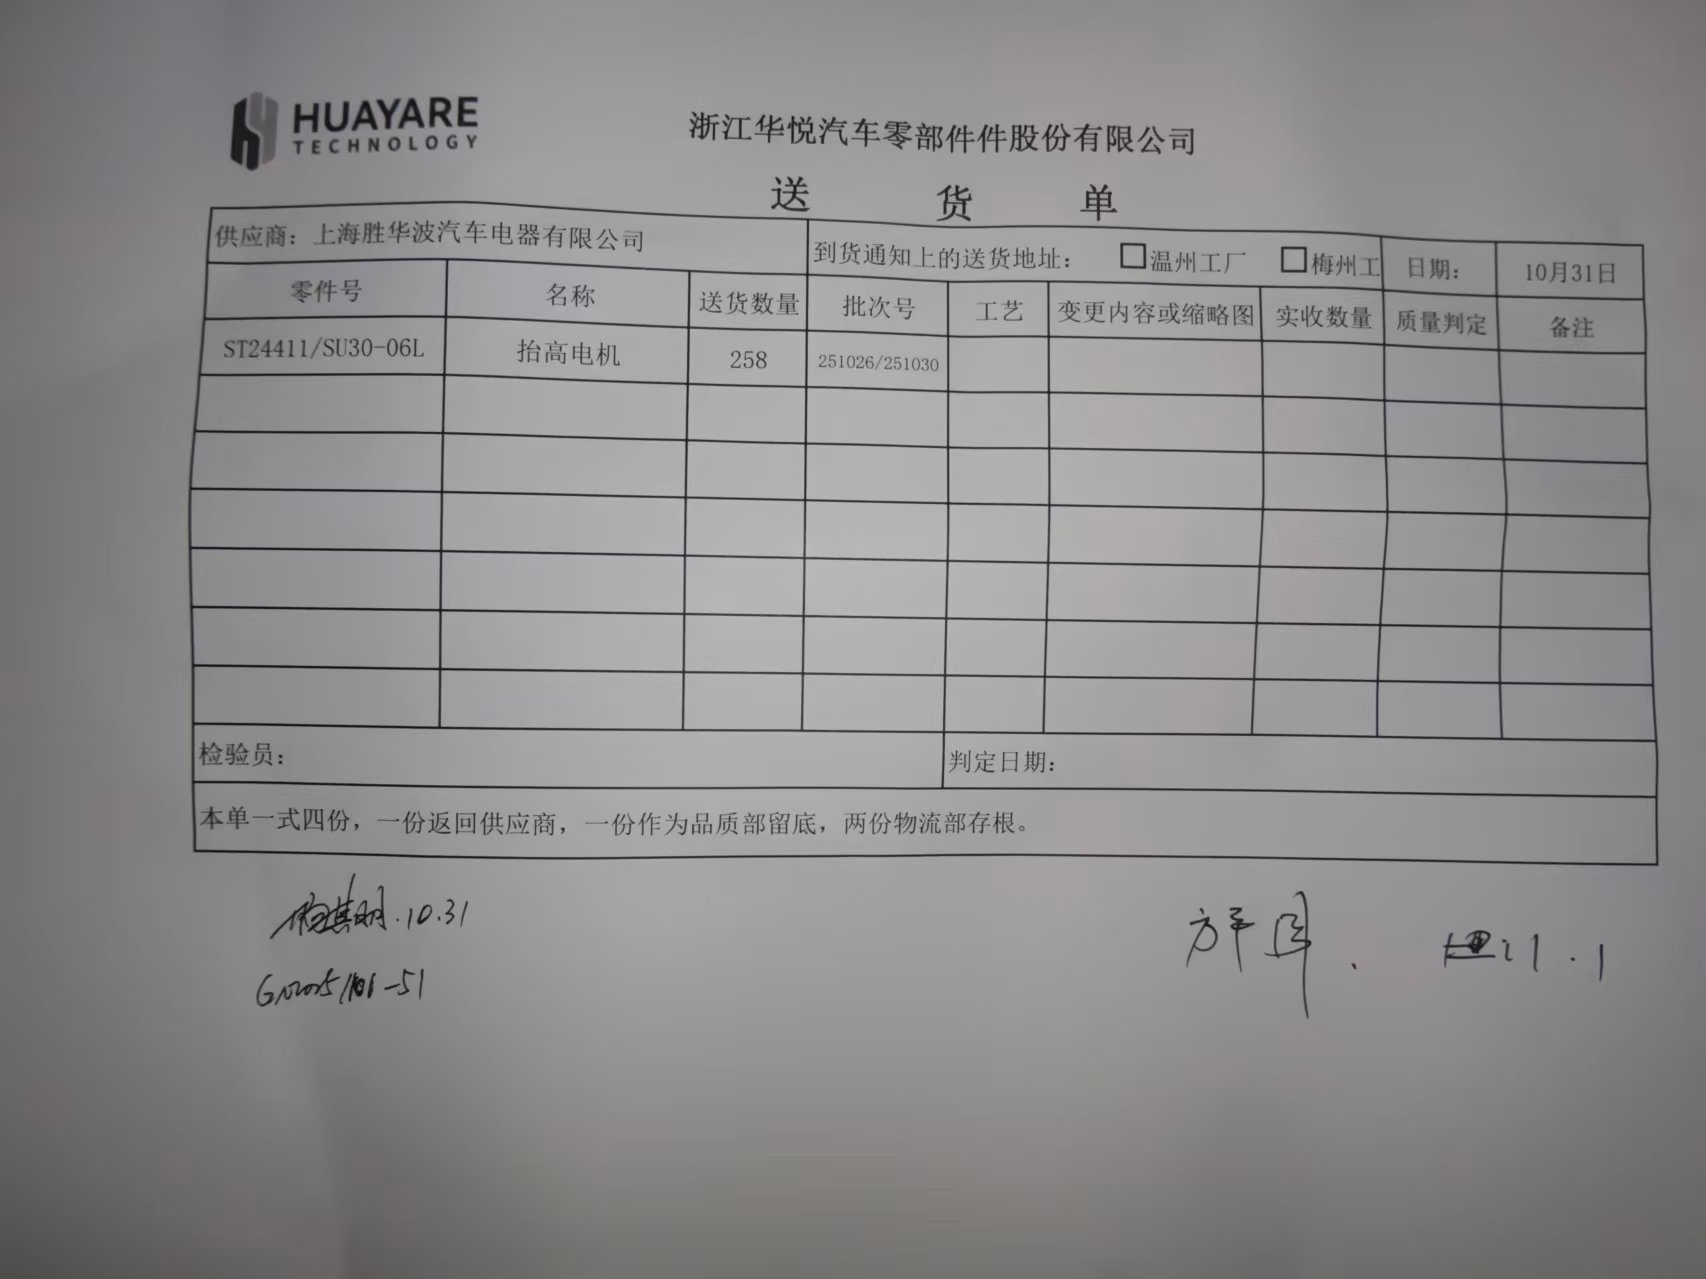 HUAYARE
TECHNOLOGY
浙江华悦汽车零部件件股份有限公司
送 货 单
供应商：上海胜华波汽车电器有限公司 到货通知上的送货地址： □温州工厂 □梅州工 日期： 10月31日
零件号 名称 送货数量 批次号 工艺 变更内容或缩略图 实收数量 质量判定 备注
ST24411/SU30-06L 抬高电机 258 251026/251030
检验员： 判定日期：
本单一式四份，一份返回供应商，一份作为品质部留底，两份物流部存根。
10.31
11.1